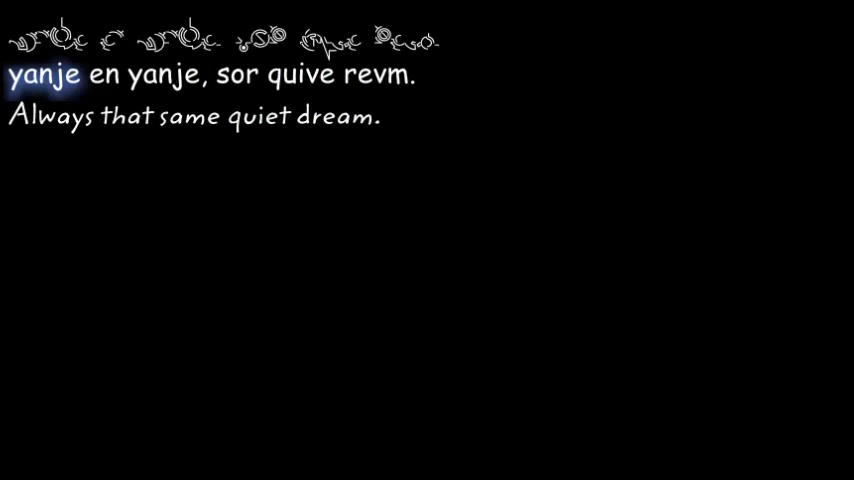 yanje en yanje, sor quive revm.
Always that same quiet dream.